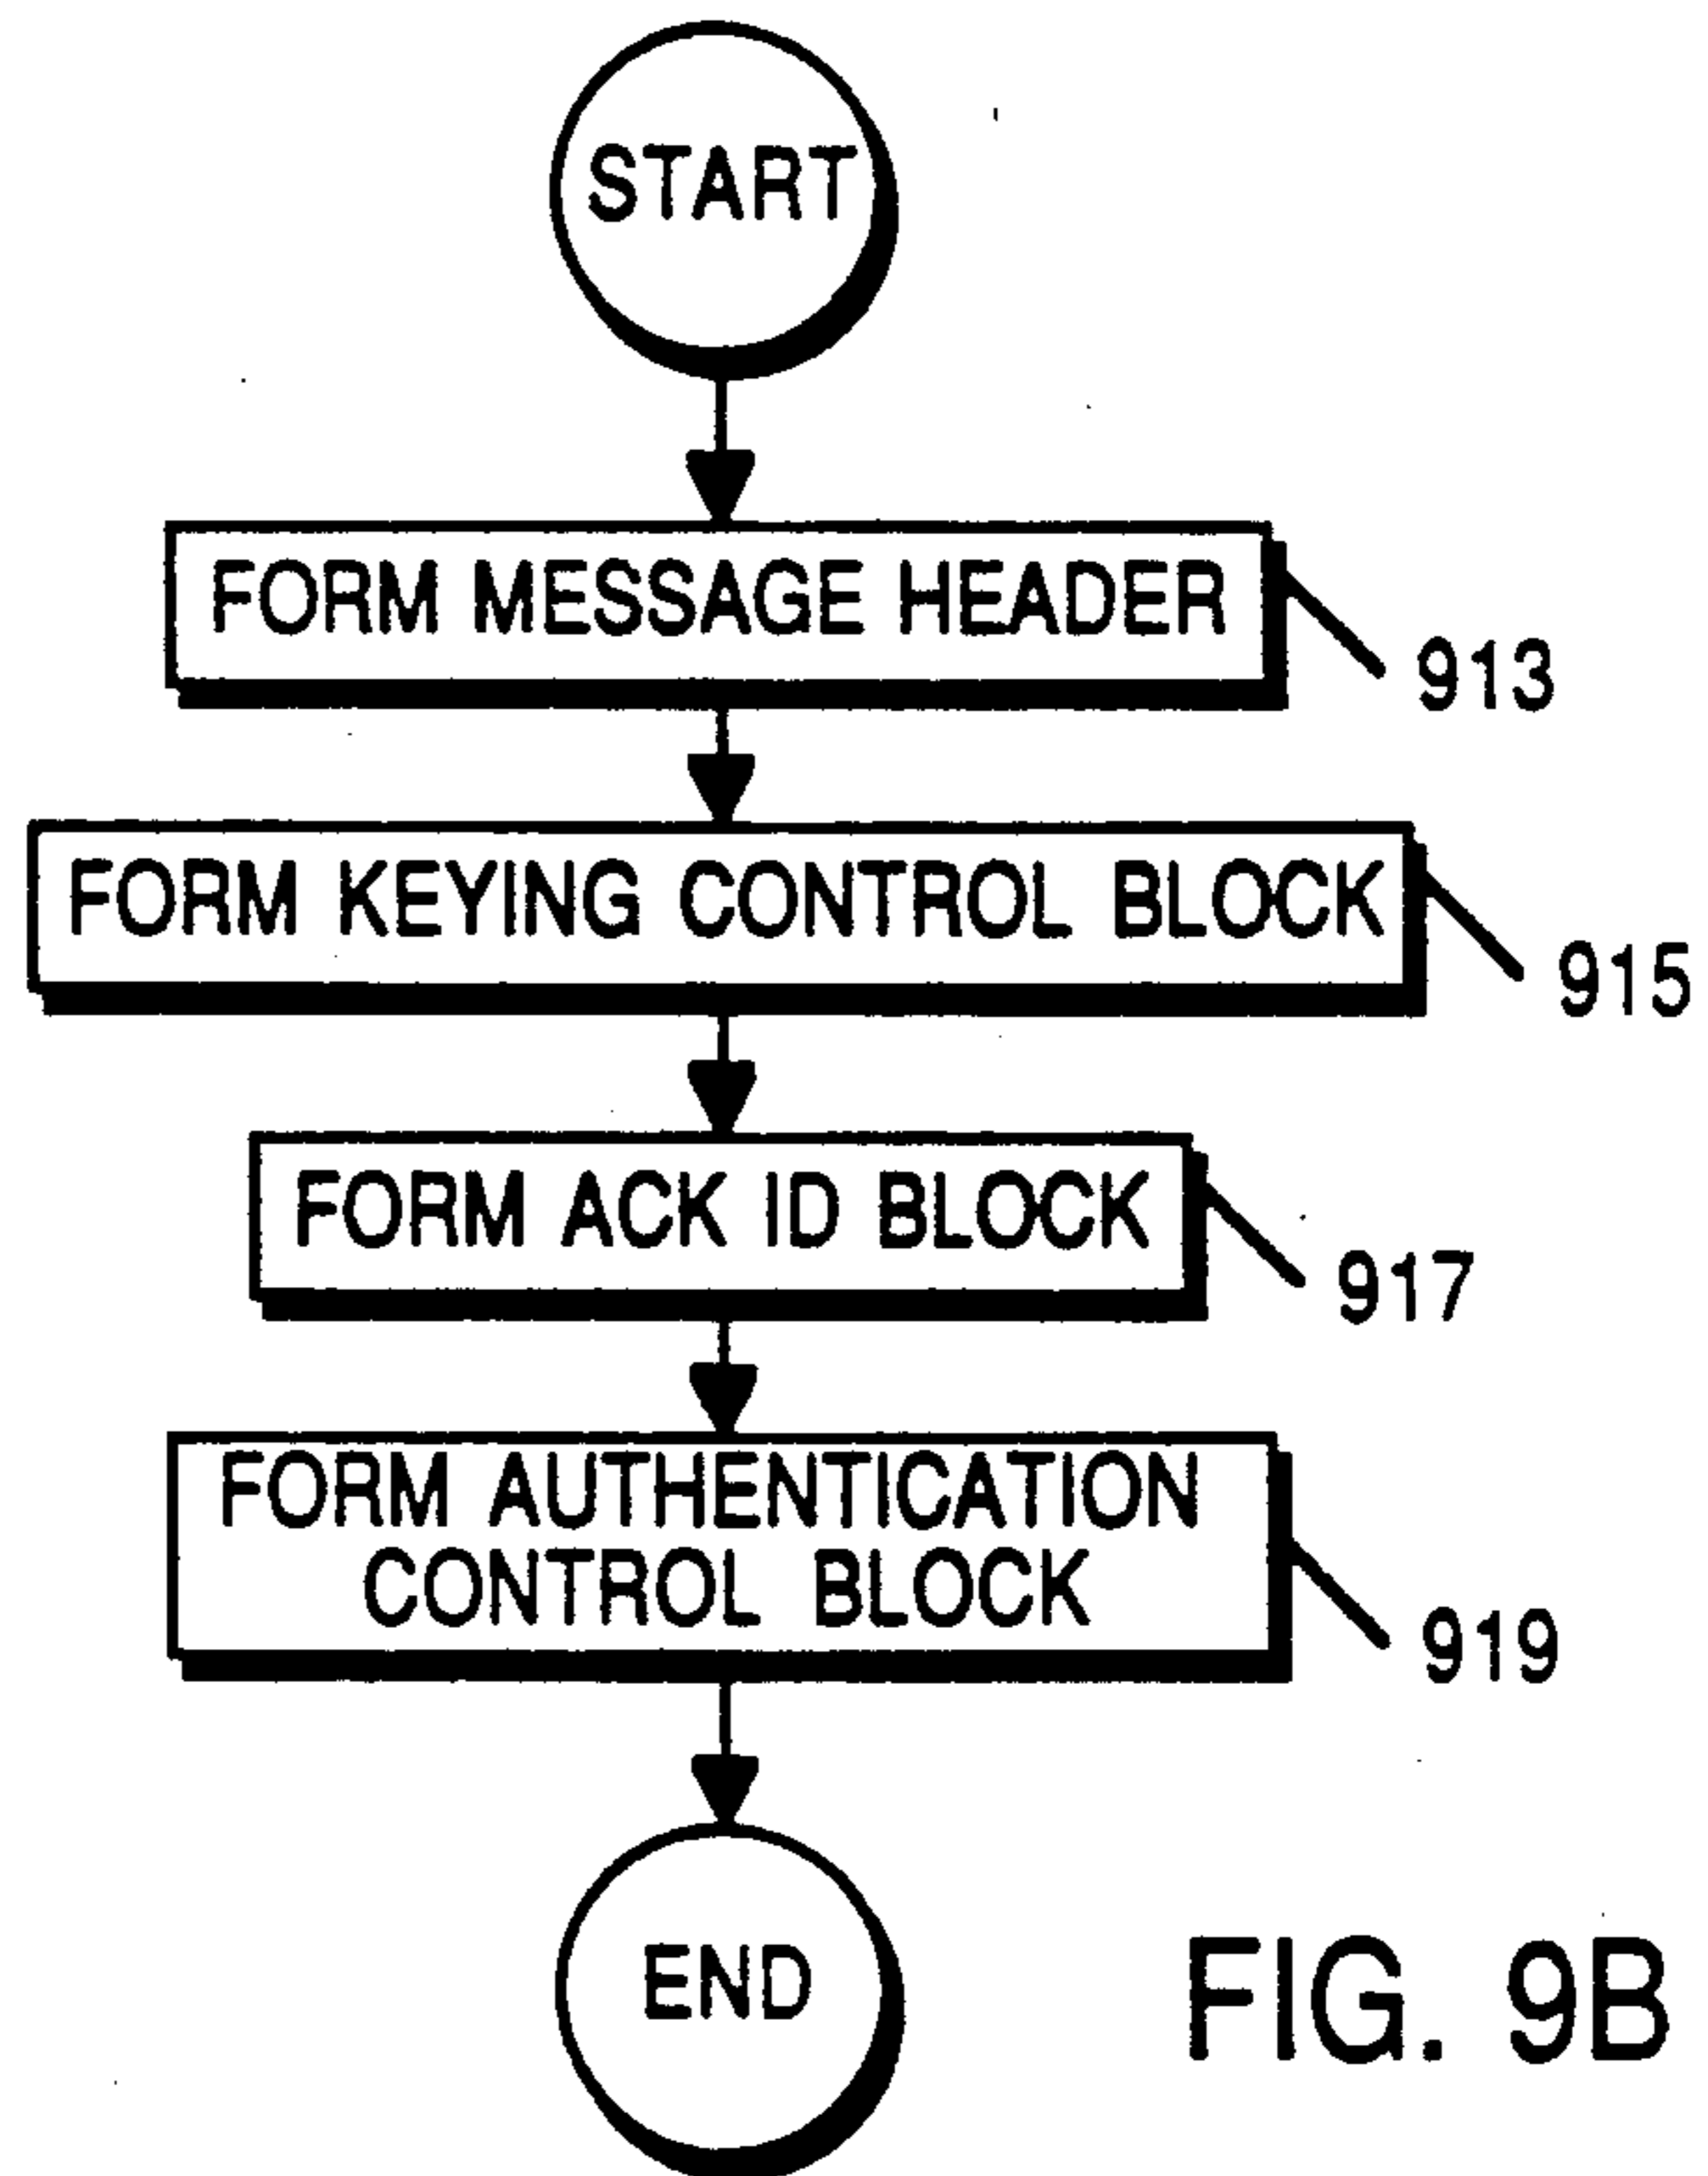 START
FORM MESSAGE HEADER
913
FORM KEYING CONTROL BLOCK
915
FORM ACK ID BLOCK
917
FORM AUTHENTICATION
CONTROL BLOCK
919
END
FIG. 9B